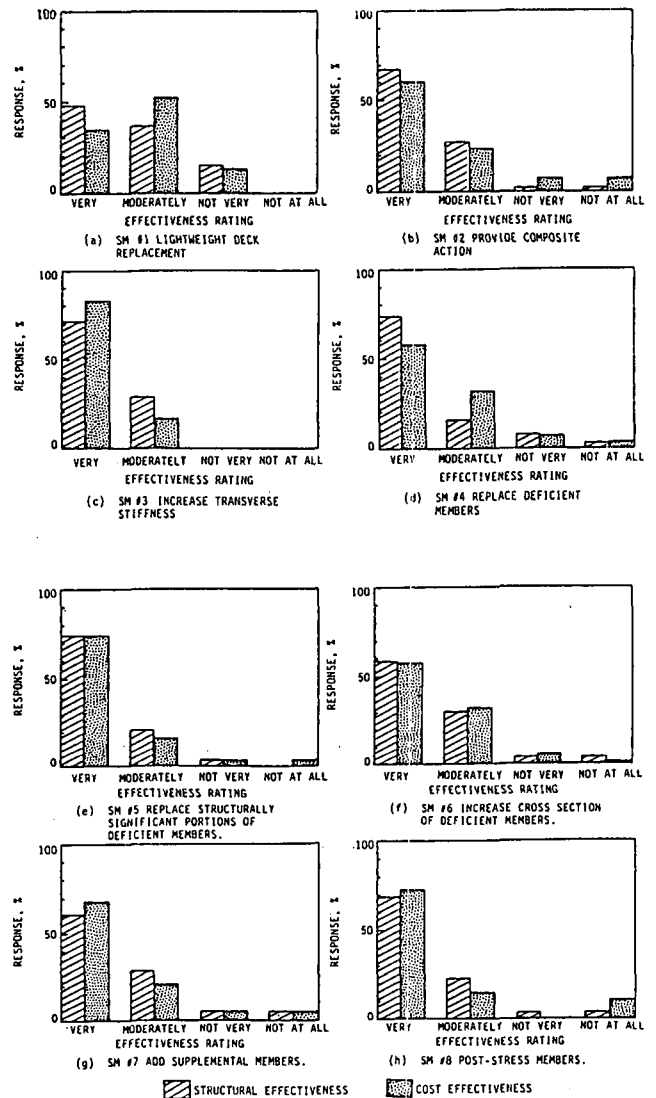 100
50
0
RESPONSE, %
VERY MODERATELY NOT VERY NOT AT ALL
EFFECTIVENESS RATING
(a) SM #1 LIGHTWEIGHT DECK
REPLACEMENT
100
50
0
RESPONSE, %
VERY MODERATELY NOT VERY NOT AT ALL
EFFECTIVENESS RATING
(b) SM #2 PROVIDE COMPOSITE
ACTION
100
50
0
RESPONSE, %
VERY MODERATELY NOT VERY NOT AT ALL
EFFECTIVENESS RATING
(c) SM #3 INCREASE TRANSVERSE
STIFFNESS
100
50
0
RESPONSE, %
VERY MODERATELY NOT VERY NOT AT ALL
EFFECTIVENESS RATING
(d) SM #4 REPLACE DEFICIENT
MEMBERS
100
50
0
RESPONSE, %
VERY MODERATELY NOT VERY NOT AT ALL
EFFECTIVENESS RATING
(e) SM #5 REPLACE STRUCTURALLY
SIGNIFICANT PORTIONS OF
DEFICIENT MEMBERS.
100
50
0
RESPONSE, %
VERY MODERATELY NOT VERY NOT AT ALL
EFFECTIVENESS RATING
(f) SM #6 INCREASE CROSS SECTION
OF DEFICIENT MEMBERS.
100
50
0
RESPONSE, %
VERY MODERATELY NOT VERY NOT AT ALL
EFFECTIVENESS RATING
(g) SM #7 ADD SUPPLEMENTAL MEMBERS.
100
50
0
RESPONSE, %
VERY MODERATELY NOT VERY NOT AT ALL
EFFECTIVENESS RATING
(h) SM #8 POST-STRESS MEMBERS.
STRUCTURAL EFFECTIVENESS COST EFFECTIVENESS